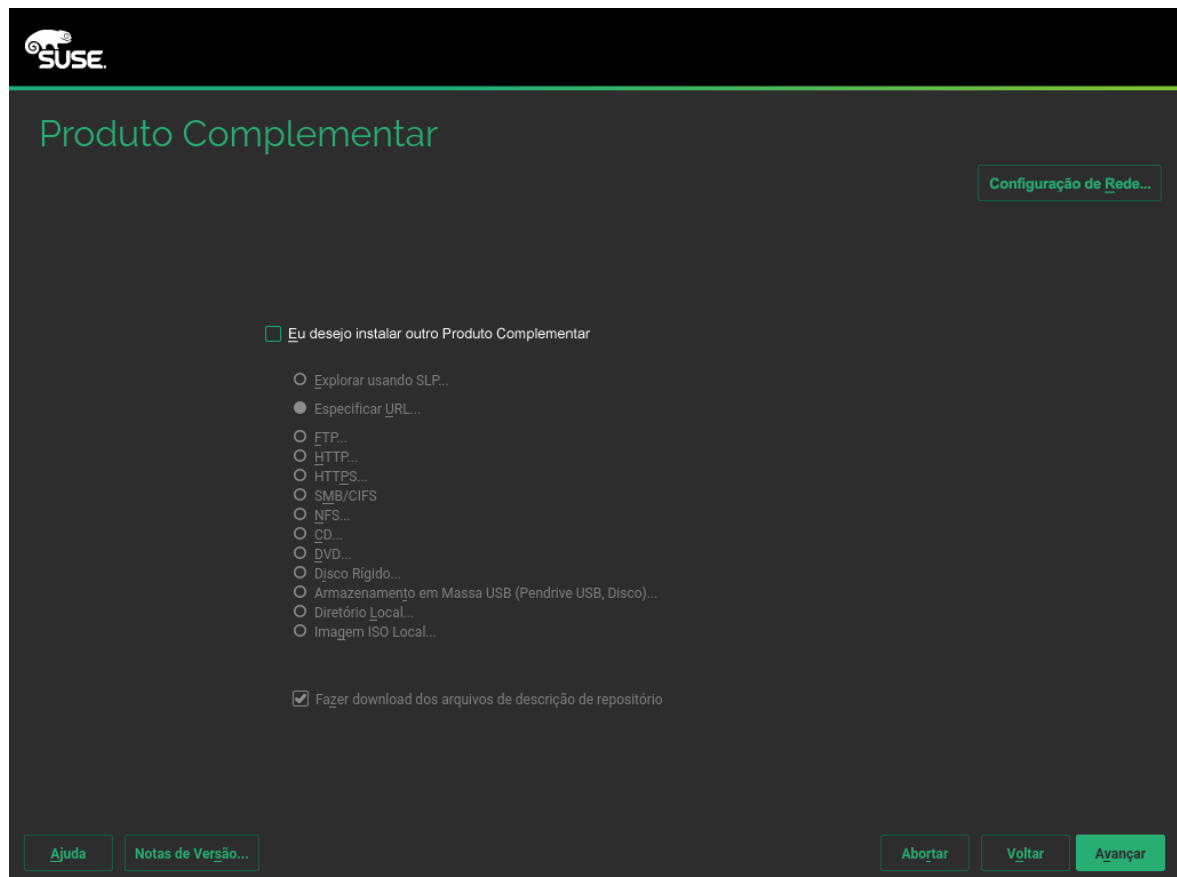 SUSE.
Produto Complementar
Configuração de Rede...
Eu desejo instalar outro Produto Complementar
Explorar usando SLP...
Especificar URL...
FTP...
HTTP...
HTTPS...
SMB/CIFS
NFS...
CD...
DVD...
Disco Rígido...
Armazenamento em Massa USB (Pendrive USB, Disco)...
Diretório Local...
Imagem ISO Local...
Fazer download dos arquivos de descrição de repositório
Ajuda Notas de Versão... Abortar Voltar Avançar